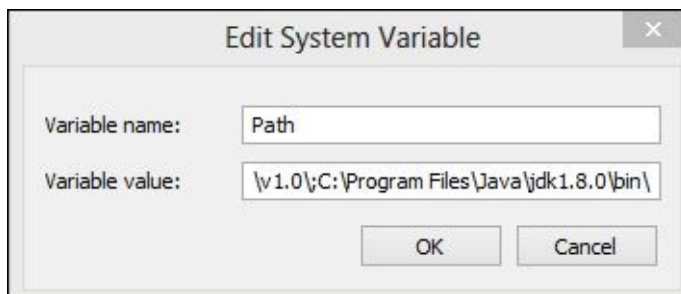 Edit System Variable
Variable name: Path
Variable value: \v1.0\;C:\Program Files\Java\jdk1.8.0\bin\
OK Cancel